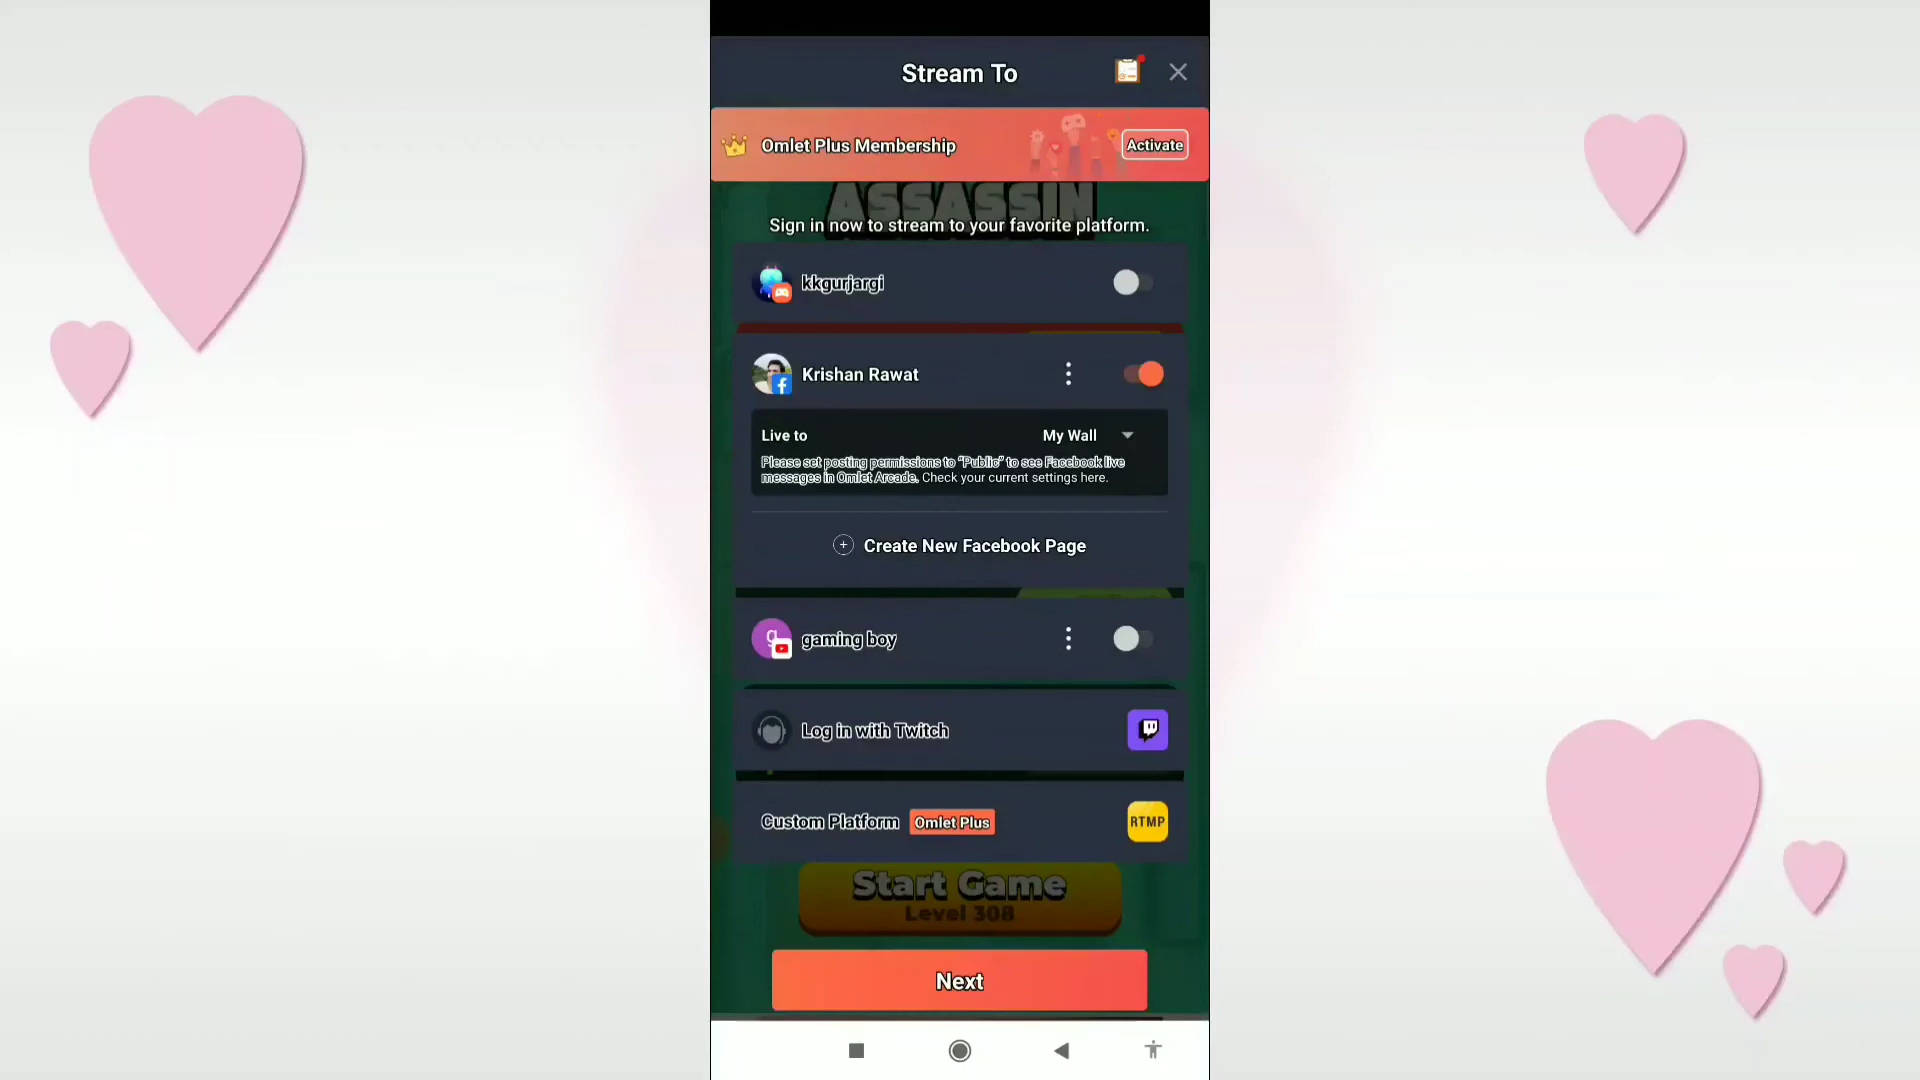 Stream To
Omlet Plus Membership
Activate
ASSASSIN
Sign in now to stream to your favorite platform.
kkgurjargi
Krishan Rawat
Live to
My Wall
Please set posting permissions to "Public" to see Facebook live
messages in Omlet Arcade. Check your current settings here.
Create New Facebook Page
g
gaming boy
Log in with Twitch
Custom Platform
Omlet Plus
RTMP
Start Game
Level 308
Next